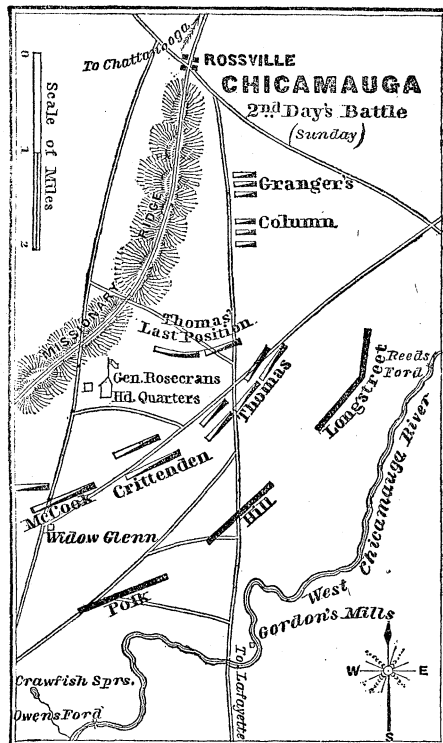 To Chattanooga
ROSSVILLE
CHICAMAUGA
2nd. Day's Battle
(Sunday)
0
1
2
Scale of Miles
Granger's
Column
MISSIONARY RIDGE
Thomas'
Last Position
Gen. Rosecrans
Hd. Quarters
Thomas
Longstreet
Reeds
Ford
Crittenden
McCook
Widow Glenn
Hill
Polk
West Chicamauga River
Gordon's Mills
To Lafayette
Crawfish Sprs.
Owens Ford
W
E
S